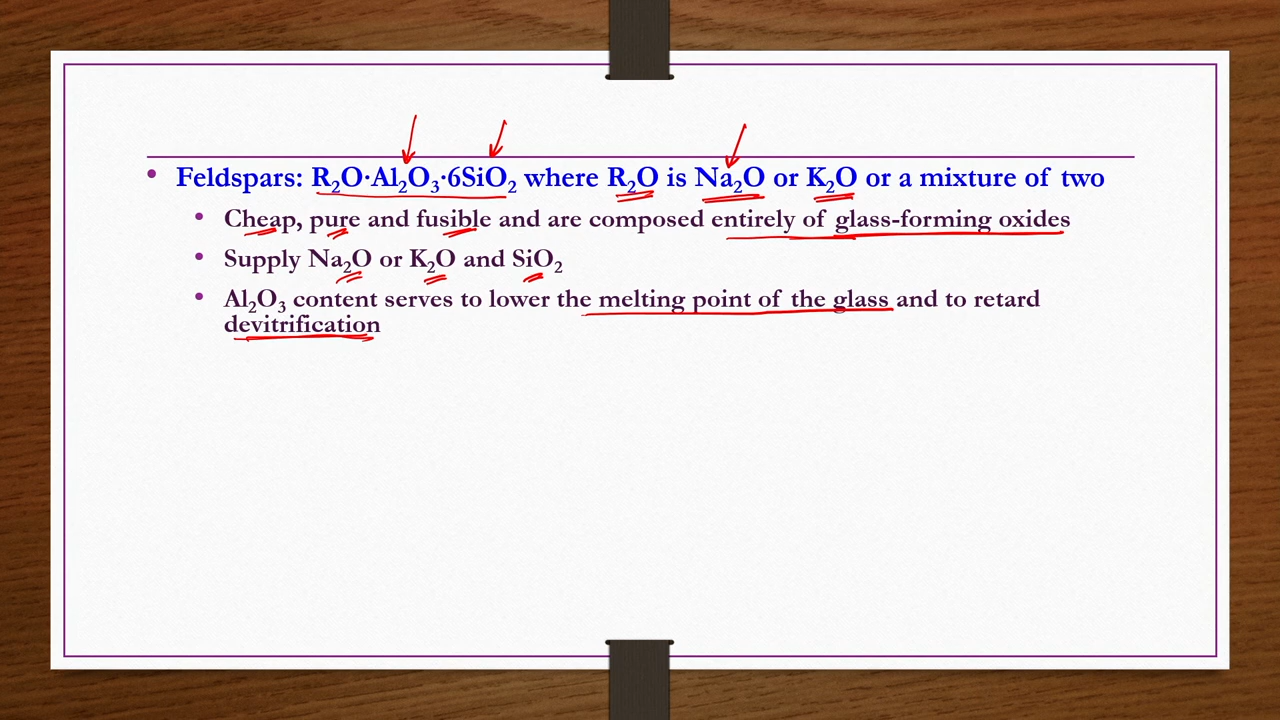 • Feldspars: R₂O·Al₂O₃·6SiO₂ where R₂O is Na₂O or K₂O or a mixture of two
• Cheap, pure and fusible and are composed entirely of glass-forming oxides
• Supply Na₂O or K₂O and SiO₂
• Al₂O₃ content serves to lower the melting point of the glass and to retard
devitrification